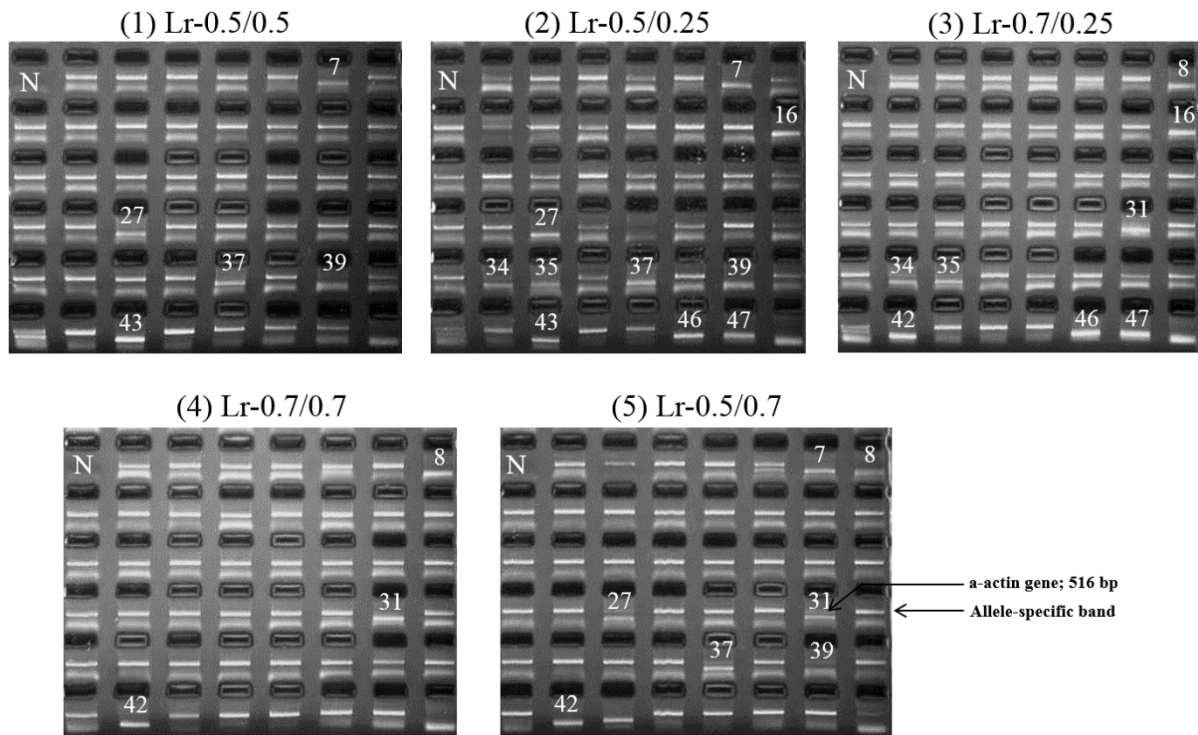 (1) Lr-0.5/0.5
(2) Lr-0.5/0.25
(3) Lr-0.7/0.25
N 7
27
37 39
43
N 7
16
27
34 35 37 39
43 46 47
N 8
16
31
34 35
42 46 47
(4) Lr-0.7/0.7
(5) Lr-0.5/0.7
N 8
31
42
N 7 8
27 31
37 39
42
a-actin gene; 516 bp
Allele-specific band